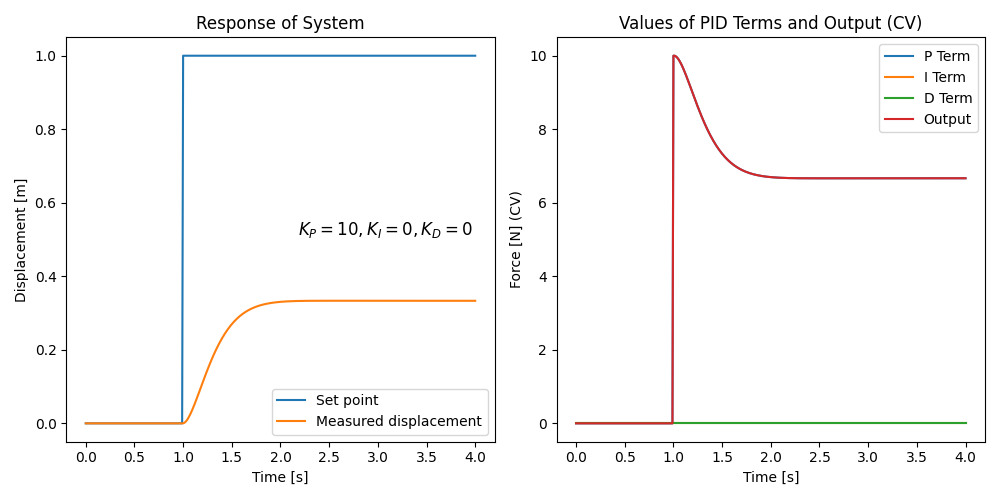 Response of System
Displacement [m]
1.0
0.8
0.6
0.4
0.2
0.0
$K_P = 10, K_I = 0, K_D = 0$
Set point
Measured displacement
0.0 0.5 1.0 1.5 2.0 2.5 3.0 3.5 4.0
Time [s]
Values of PID Terms and Output (CV)
Force [N] (CV)
10
8
6
4
2
0
P Term
I Term
D Term
Output
0.0 0.5 1.0 1.5 2.0 2.5 3.0 3.5 4.0
Time [s]